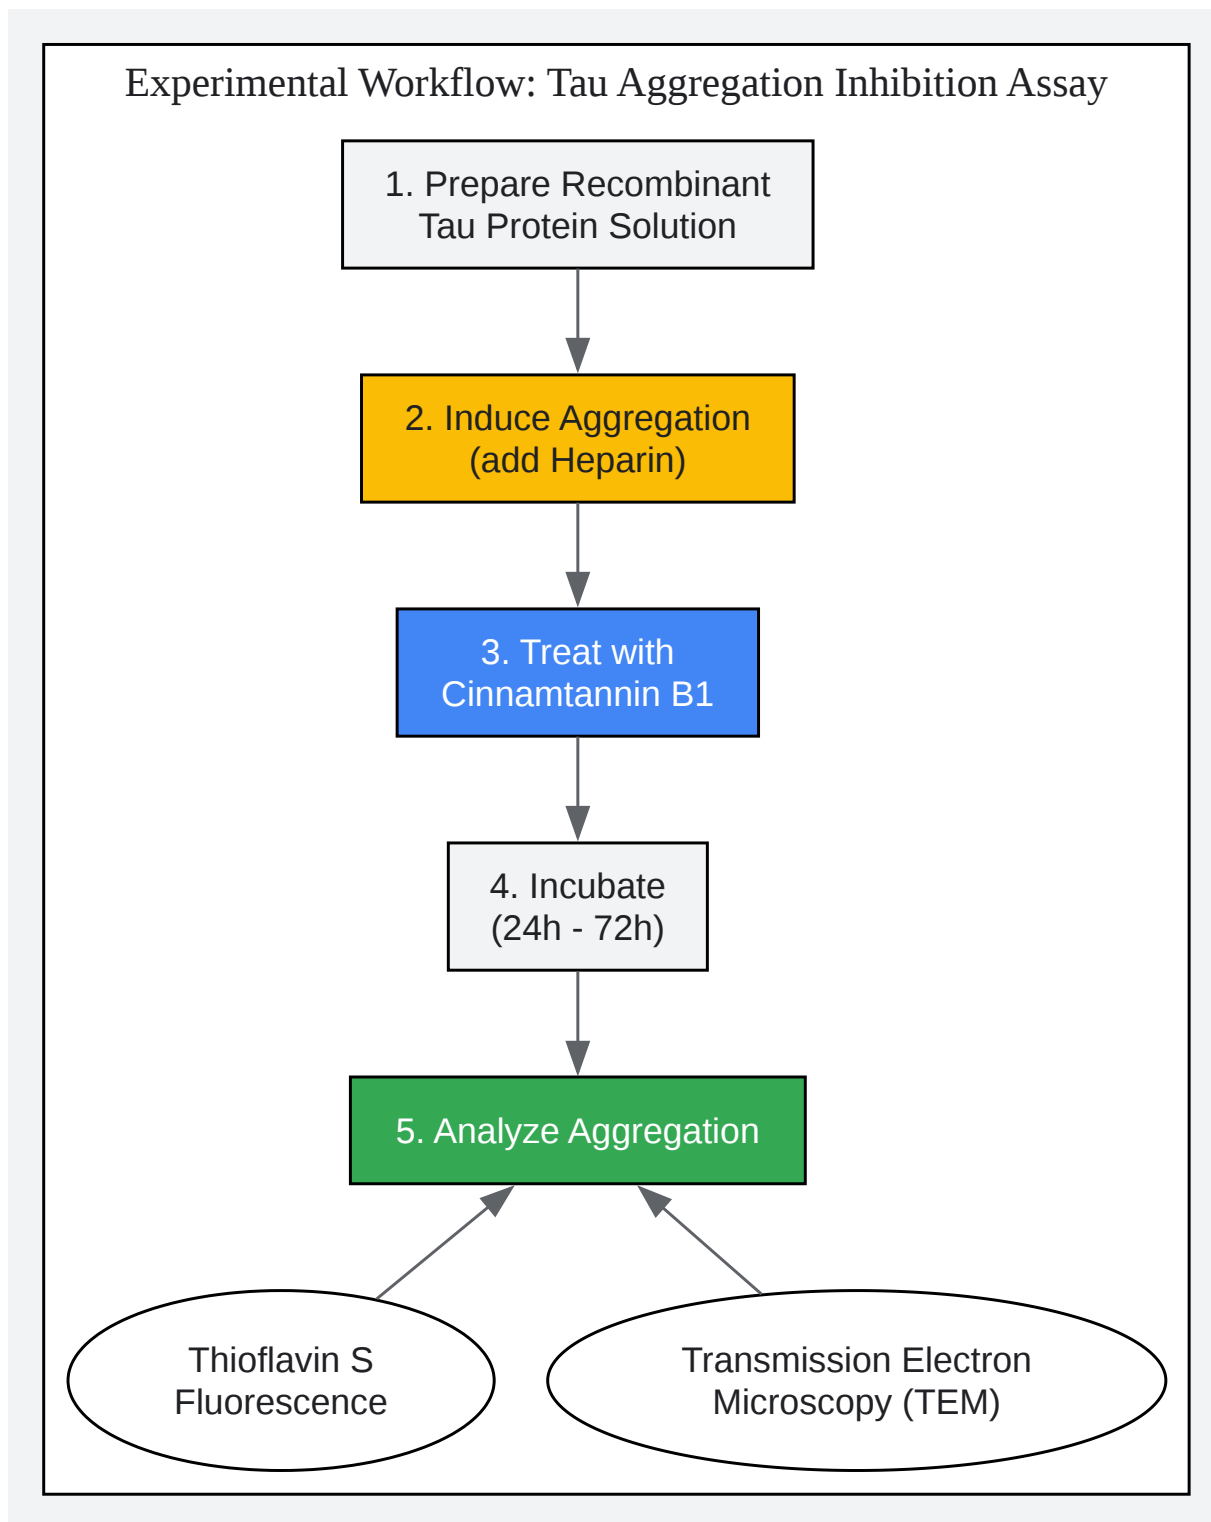 Experimental Workflow: Tau Aggregation Inhibition Assay
1. Prepare Recombinant
Tau Protein Solution
2. Induce Aggregation
(add Heparin)
3. Treat with
Cinnamtannin B1
4. Incubate
(24h - 72h)
5. Analyze Aggregation
Thioflavin S
Fluorescence
Transmission Electron
Microscopy (TEM)